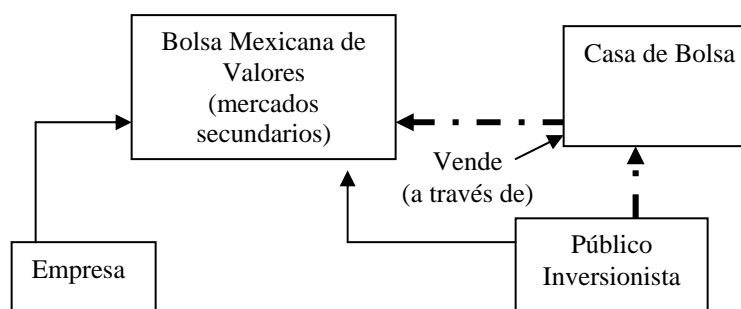 Bolsa Mexicana de
Valores
(mercados
secundarios)
Casa de Bolsa
Vende
(a través de)
Empresa
Público
Inversionista